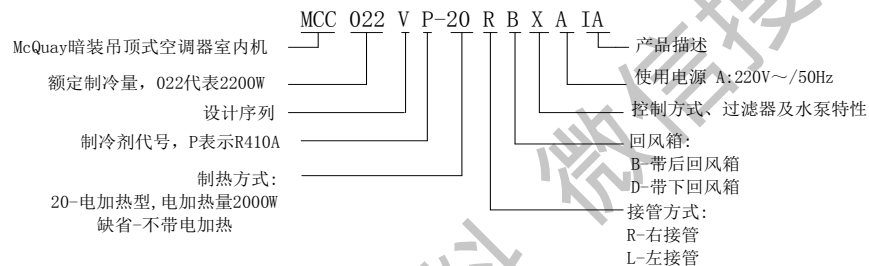 MCC 022 V P-20 R B X A IA
McQuay暗装吊顶式空调器室内机
额定制冷量，022代表2200W
设计序列
制冷剂代号，P表示R410A
制热方式:
20-电加热型,电加热量2000W
缺省-不带电加热
产品描述
使用电源 A:220V～/50Hz
控制方式、过滤器及水泵特性
回风箱:
B-带后回风箱
D-带下回风箱
接管方式:
R-右接管
L-左接管